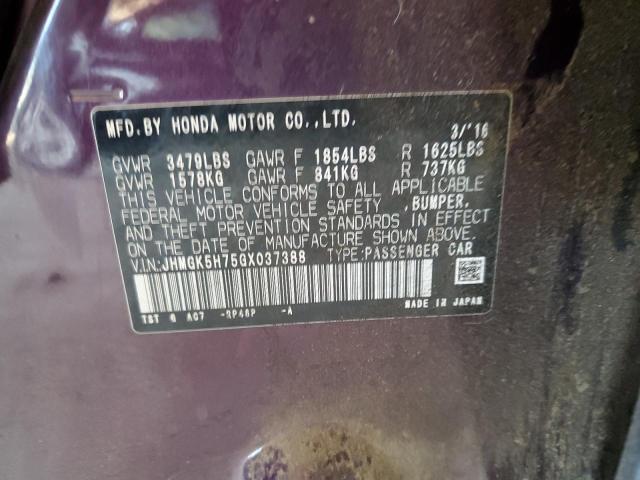 MFD.BY HONDA MOTOR CO.,LTD. 3/'16
GVWR 3479LBS GAWR F 1854LBS R 1625LBS
GVWR 1578KG GAWR F 841KG R 737KG
THIS VEHICLE CONFORMS TO ALL APPLICABLE
FEDERAL MOTOR VEHICLE SAFETY ,BUMPER,
AND THEFT PREVENTION STANDARDS IN EFFECT
ON THE DATE OF MANUFACTURE SHOWN ABOVE.
VIN:JHMGK5H75GX037388 TYPE:PASSENGER CAR
MADE IN JAPAN
TST AC7 -A